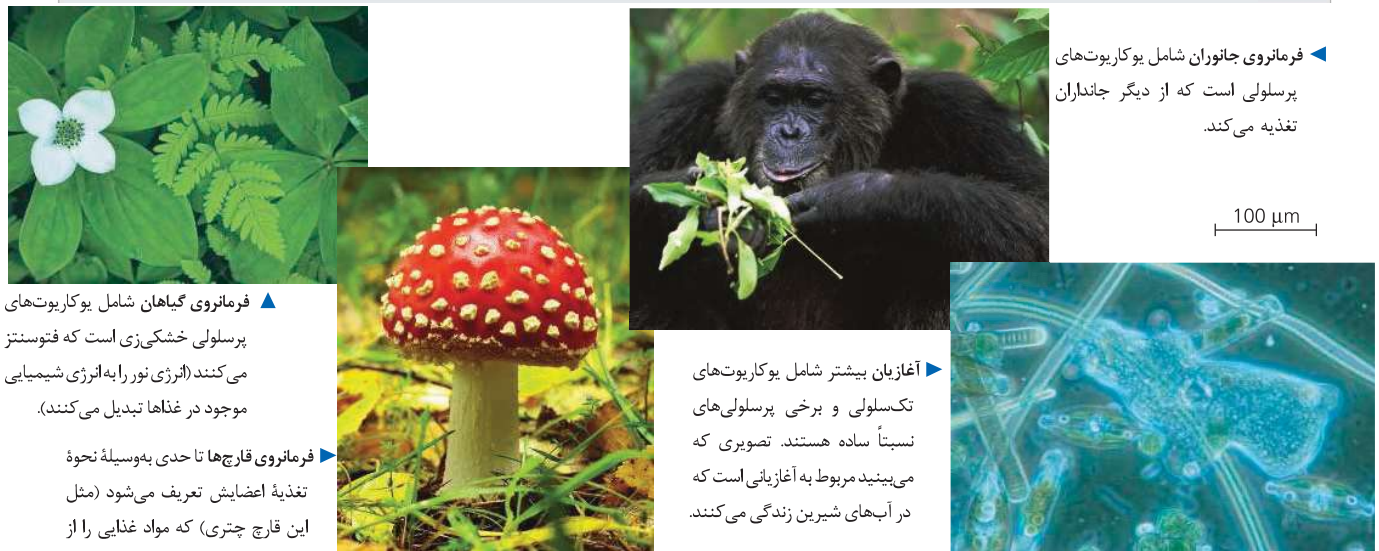 فرمانروی جانوران شامل یوکاریوت‌های
پرسلولی است که از دیگر جانداران
تغذیه می‌کند.
100 μm
فرمانروی گیاهان شامل یوکاریوت‌های
پرسلولی خشکی‌زی است که فتوسنتز
می‌کنند (انرژی نور را به انرژی شیمیایی
موجود در غذاها تبدیل می‌کنند).
فرمانروی قارچ‌ها تا حدی به‌وسیلۀ نحوۀ
تغذیۀ اعضایش تعریف می‌شود (مثل
این قارچ چتری) که مواد غذایی را از
آغازیان بیشتر شامل یوکاریوت‌های
تک‌سلولی و برخی پرسلولی‌های
نسبتاً ساده هستند. تصویری که
می‌بینید مربوط به آغازیانی است که
در آب‌های شیرین زندگی می‌کنند.